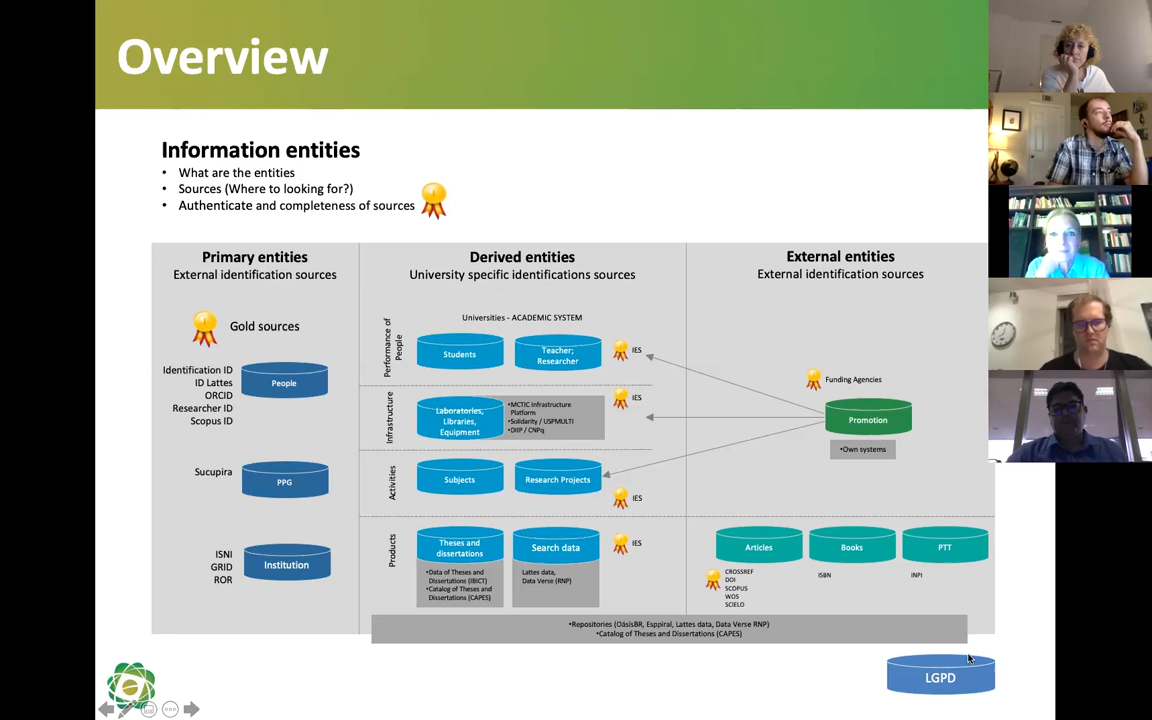 Overview
Information entities
• What are the entities
• Sources (Where to looking for?)
• Authenticate and completeness of sources
Primary entities
External identification sources
Gold sources
Identification ID
ID Lattes
ORCID
Researcher ID
Scopus ID
People
Sucupira
PPG
ISNI
GRID
ROR
Institution
Derived entities
University specific identifications sources
Universities - ACADEMIC SYSTEM
Performance of
People
Students
Teacher;
Researcher
IES
Infrastructure
Laboratories,
Libraries,
Equipment
•MCTIC Infrastructure
Platform
•Solidarity / USPMULTI
•DIIP / CNPq
IES
Activities
Subjects
Research Projects
IES
Products
Theses and
dissertations
•Data of Theses and
Dissertations (IBICT)
•Catalog of Theses and
Dissertations (CAPES)
Search data
Lattes data,
Data Verse (RNP)
IES
External entities
External identification sources
Funding Agencies
Promotion
•Own systems
Articles
CROSSREF
DOI
SCOPUS
WOS
SCIELO
Books
ISBN
PTT
INPI
•Repositories (OásisBR, Esppiral, Lattes data, Data Verse RNP)
•Catalog of Theses and Dissertations (CAPES)
LGPD